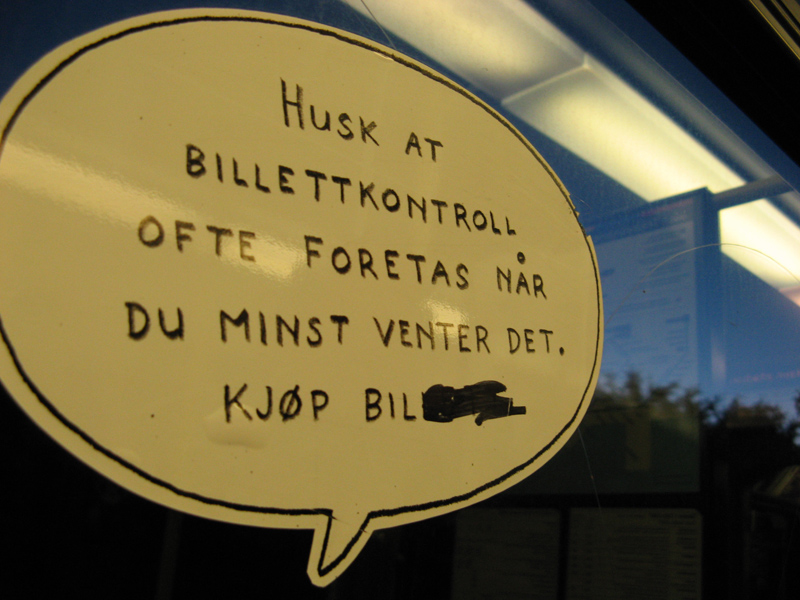 HUSK AT
BILLETTKONTROLL
OFTE FORETAS NÅR
DU MINST VENTER DET.
KJØP BIL